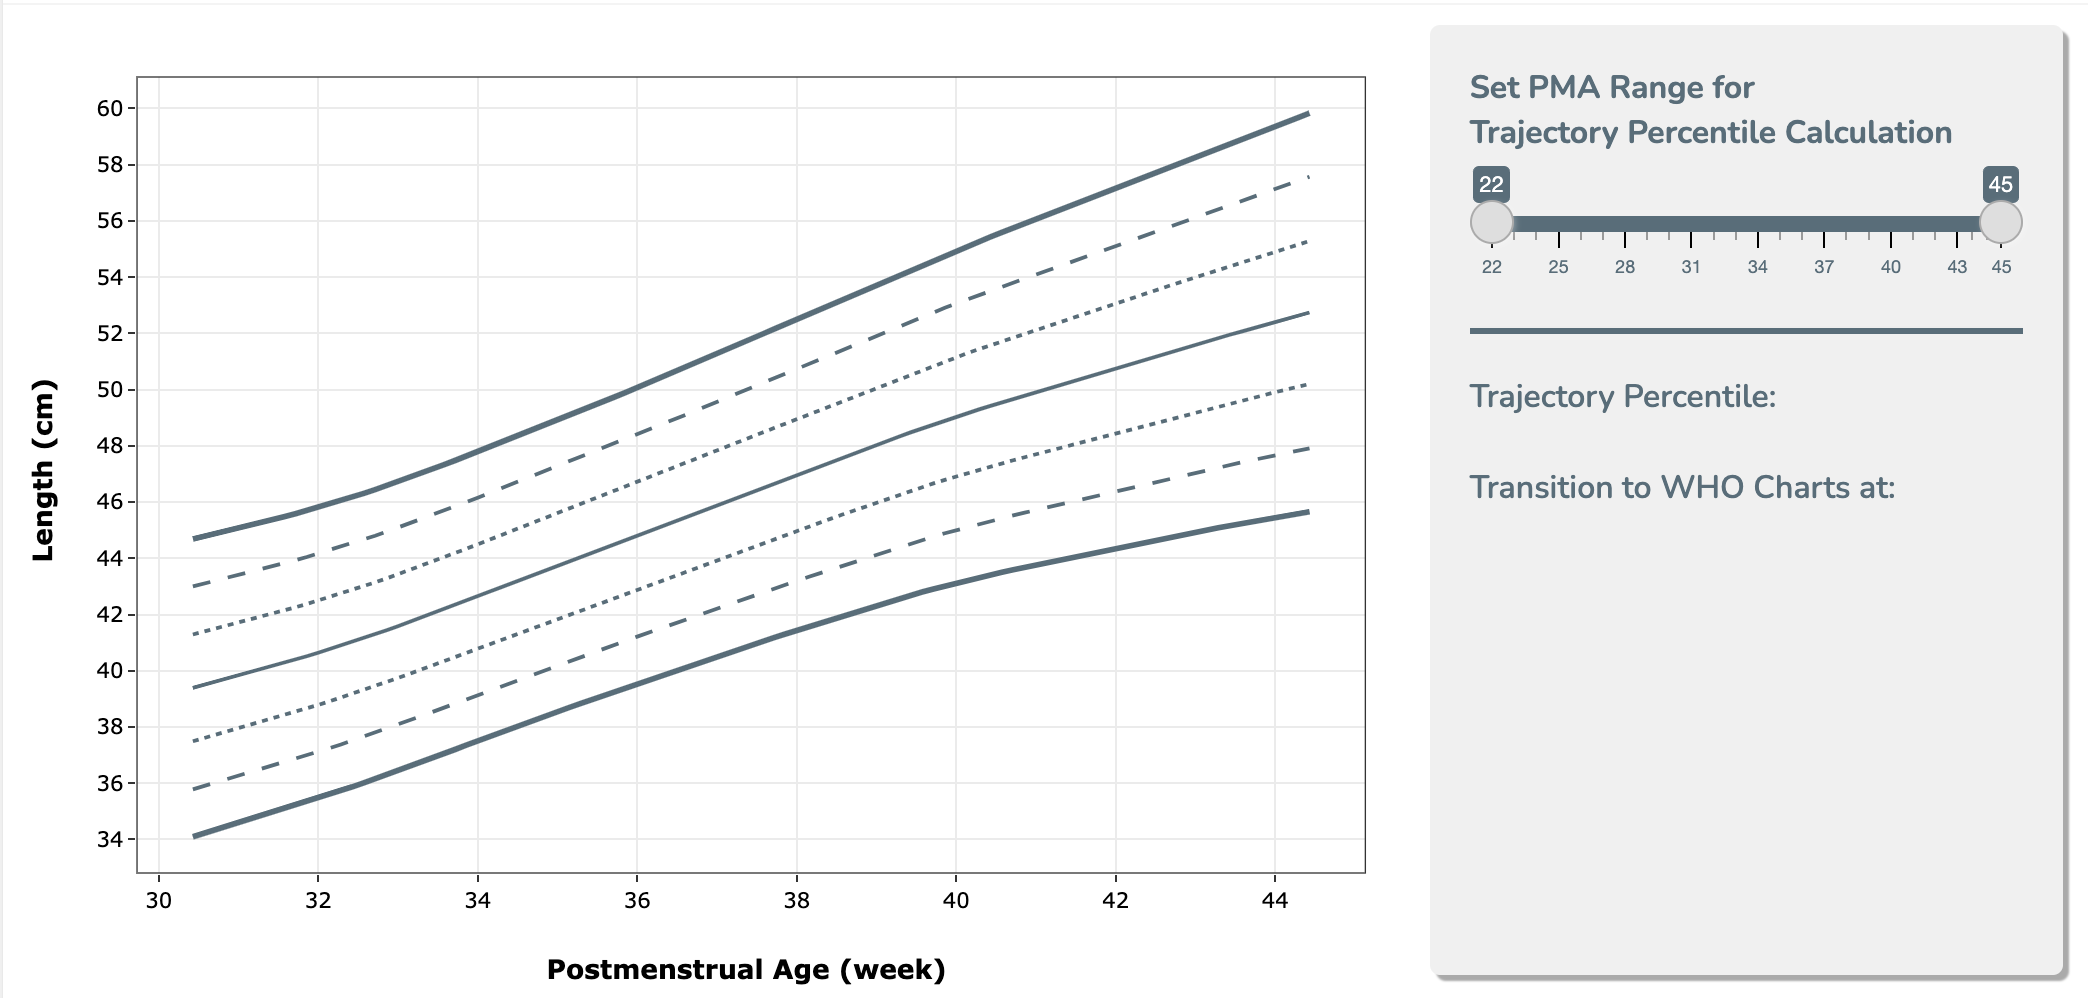 60
58
56
54
52
50
48
46
44
42
40
38
36
34
Length (cm)
30 32 34 36 38 40 42 44
Postmenstrual Age (week)
Set PMA Range for
Trajectory Percentile Calculation
22 45
22 25 28 31 34 37 40 43 45
Trajectory Percentile:
Transition to WHO Charts at: